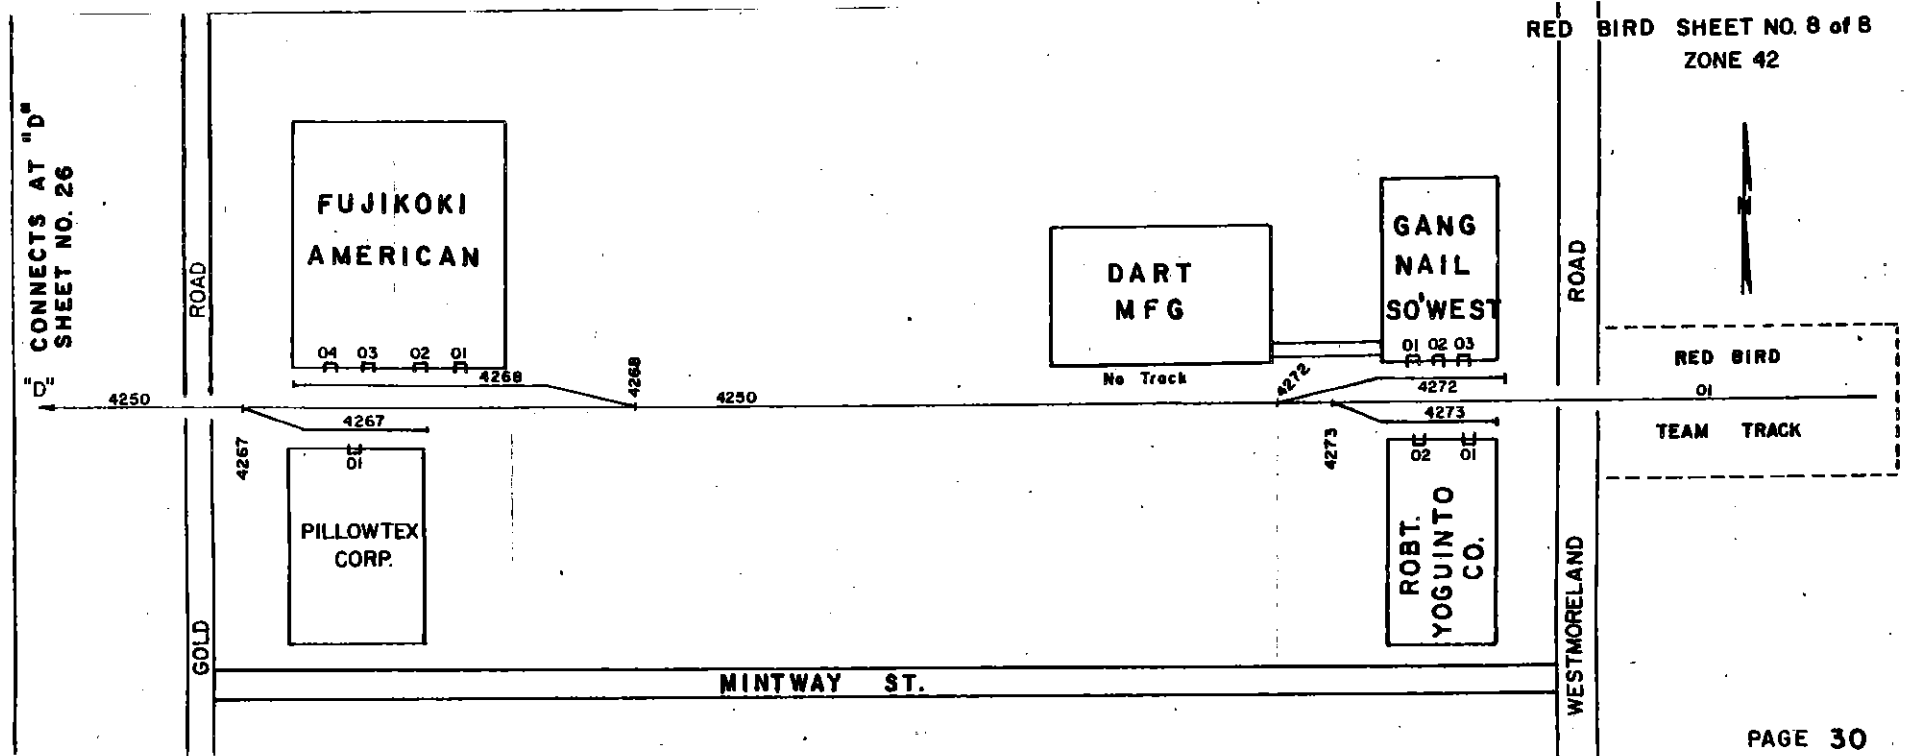 RED BIRD SHEET NO. 8 of 8
ZONE 42
CONNECTS AT "D"
SHEET NO. 26
"D"
ROAD
GOLD
FUJIKOKI
AMERICAN
04 03 02 01
4268
4268
4250
4250
4267
4267
01
PILLOWTEX
CORP.
DART
MFG
No Track
GANG
NAIL
SO'WEST
01 02 03
4272
4272
4273
4273
02 01
ROBT.
YOGUINTO
CO.
ROAD
WESTMORELAND
N
RED BIRD
01
TEAM TRACK
MINTWAY ST.
PAGE 30